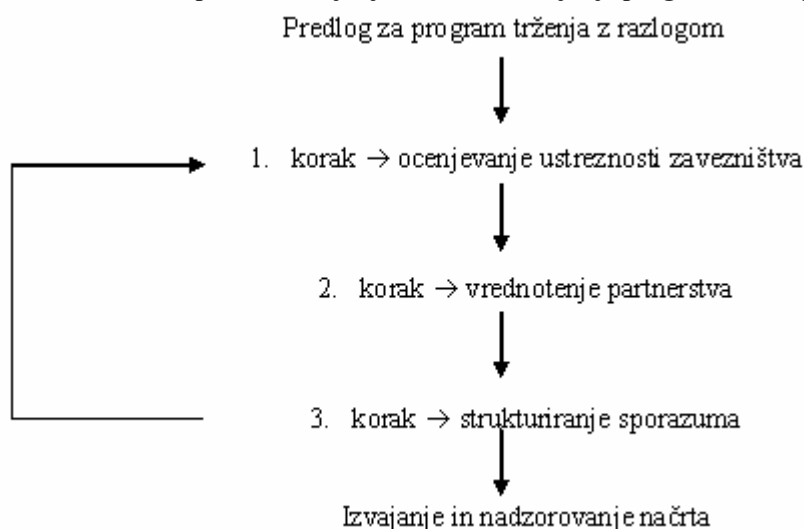 Predlog za program trženja z razlogom
1. korak → ocenjevanje ustreznosti zavezništva
2. korak → vrednotenje partnerstva
3. korak → strukturiranje sporazuma
Izvajanje in nadzorovanje načrta